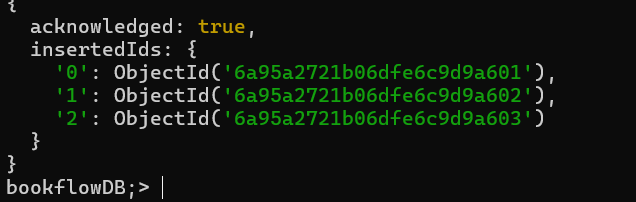 {
  acknowledged: true,
  insertedIds: {
    '0': ObjectId('6a95a2721b06dfe6c9d9a601'),
    '1': ObjectId('6a95a2721b06dfe6c9d9a602'),
    '2': ObjectId('6a95a2721b06dfe6c9d9a603')
  }
}
bookflowDB;>